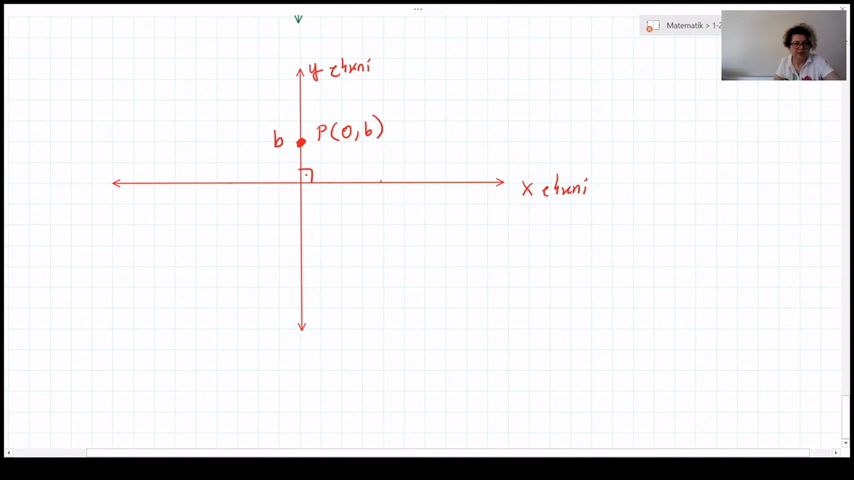 Matematik > 1-2
y ekseni
b P(0,b)
x ekseni